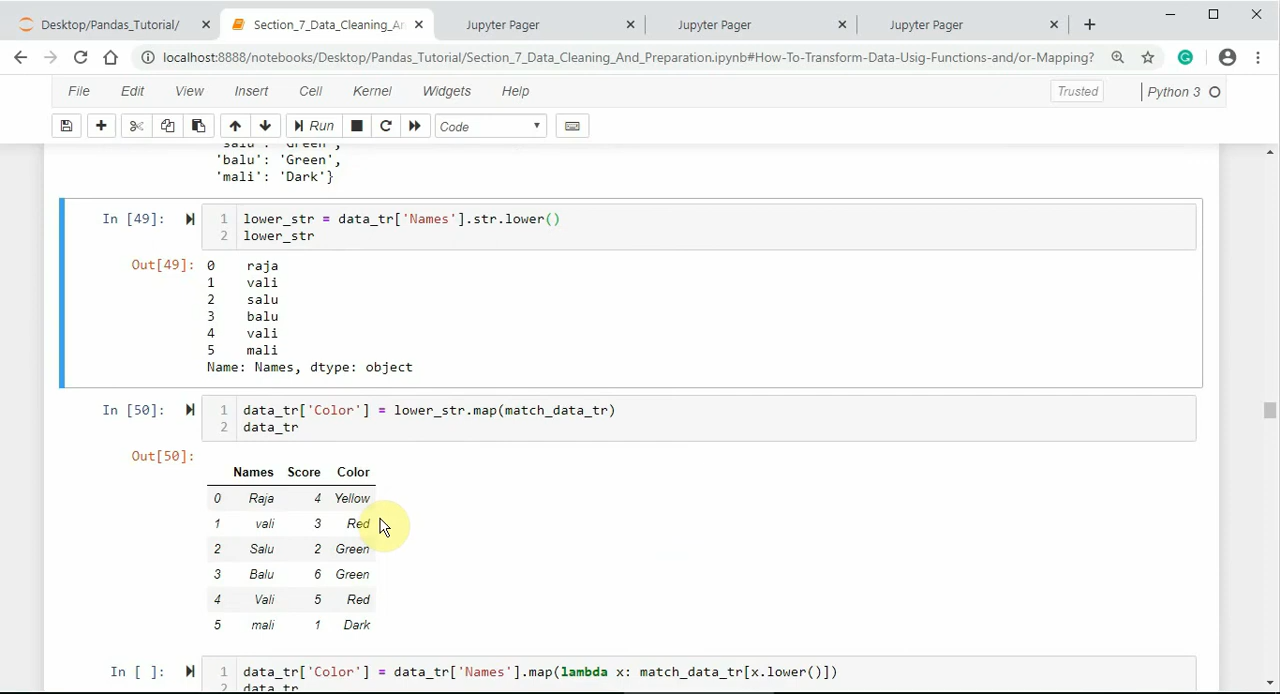 Desktop/Pandas_Tutorial/
Section_7_Data_Cleaning_A
Jupyter Pager
Jupyter Pager
Jupyter Pager
localhost:8888/notebooks/Desktop/Pandas_Tutorial/Section_7_Data_Cleaning_And_Preparation.ipynb#How-To-Transform-Data-Usig-Functions-and/or-Mapping?
File Edit View Insert Cell Kernel Widgets Help Trusted Python 3
Run Code
'salu': 'Green',
'balu': 'Green',
'mali': 'Dark'}
In [49]: 1 lower_str = data_tr['Names'].str.lower()
2 lower_str
Out[49]: 0 raja
1 vali
2 salu
3 balu
4 vali
5 mali
Name: Names, dtype: object
In [50]: 1 data_tr['Color'] = lower_str.map(match_data_tr)
2 data_tr
Out[50]:
Names Score Color
0 Raja 4 Yellow
1 vali 3 Red
2 Salu 2 Green
3 Balu 6 Green
4 Vali 5 Red
5 mali 1 Dark
In [ ]: 1 data_tr['Color'] = data_tr['Names'].map(lambda x: match_data_tr[x.lower()])
2 data_tr